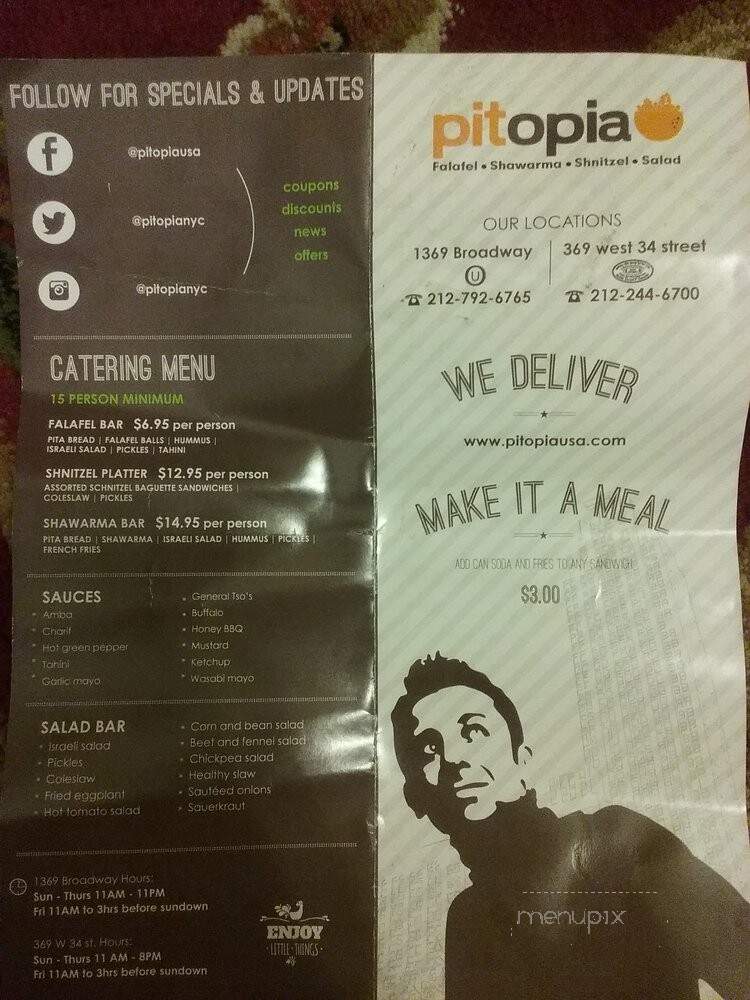 FOLLOW FOR SPECIALS & UPDATES
@pitopiausa
@pitopianyc
@pitopianyc
coupons
discounts
news
offers
CATERING MENU
15 PERSON MINIMUM
FALAFEL BAR $6.95 per person
PITA BREAD | FALAFEL BALLS | HUMMUS |
ISRAELI SALAD | PICKLES | TAHINI
SHNITZEL PLATTER $12.95 per person
ASSORTED SCHNITZEL BAGUETTE SANDWICHES |
COLESLAW | PICKLES
SHAWARMA BAR $14.95 per person
PITA BREAD | SHAWARMA | ISRAELI SALAD | HUMMUS | PICKLES |
FRENCH FRIES
SAUCES
• Amba
• Charif
• Hot green pepper
• Tahini
• Garlic mayo
• General Tso's
• Buffalo
• Honey BBQ
• Mustard
• Ketchup
• Wasabi mayo
SALAD BAR
• Israeli salad
• Pickles
• Coleslaw
• Fried eggplant
• Hot tomato salad
• Corn and bean salad
• Beet and fennel salad
• Chickpea salad
• Healthy slaw
• Sautéed onions
• Sauerkraut
1369 Broadway Hours:
Sun - Thurs 11AM - 11PM
Fri 11AM to 3hrs before sundown
369 W 34 st. Hours:
Sun - Thurs 11 AM - 8PM
Fri 11AM to 3hrs before sundown
ENJOY
LITTLE THINGS
pitopia
Falafel • Shawarma • Shnitzel • Salad
OUR LOCATIONS
1369 Broadway
U
212-792-6765
369 west 34 street
212-244-6700
WE DELIVER
www.pitopiausa.com
MAKE IT A MEAL
ADD CAN SODA AND FRIES TO ANY SANDWICH
$3.00
menupix